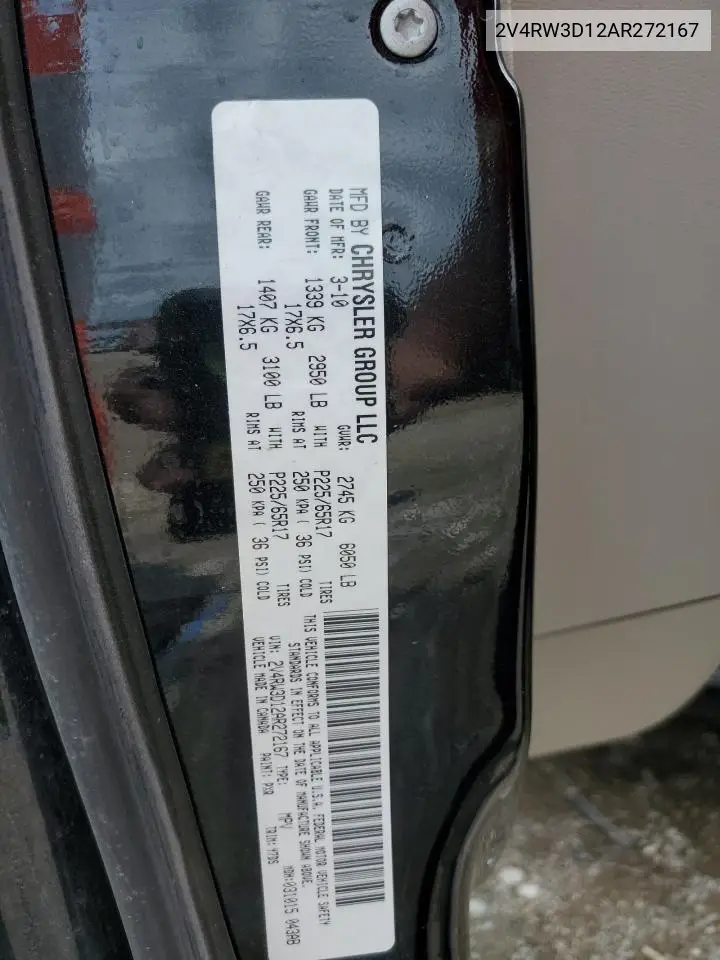 2V4RW3D12AR272167
MFD BY CHRYSLER GROUP LLC
DATE OF MFR: 3-10 GVWR: 2745 KG 6050 LB
GAWR FRONT: 1339 KG 2950 LB WITH P225/65R17 TIRES
17X6.5 RIMS AT 250 KPA ( 36 PSI) COLD
GAWR REAR: 1407 KG 3100 LB WITH P225/65R17 TIRES
17X6.5 RIMS AT 250 KPA ( 36 PSI) COLD
THIS VEHICLE CONFORMS TO ALL APPLICABLE U.S.A. FEDERAL MOTOR VEHICLE SAFETY
STANDARDS IN EFFECT ON THE DATE OF MANUFACTURE SHOWN ABOVE.
VIN: 2V4RW3D12AR272167 TYPE: MPV MDH:031015 043AB
VEHICLE MADE IN CANADA PAINT: PXR TRIM: